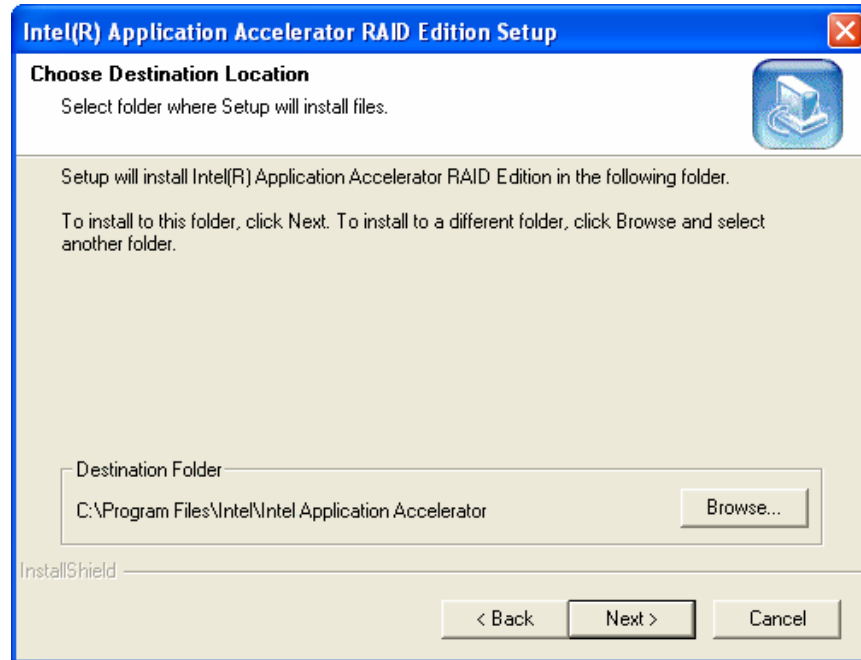 Intel(R) Application Accelerator RAID Edition Setup
Choose Destination Location
Select folder where Setup will install files.
Setup will install Intel(R) Application Accelerator RAID Edition in the following folder.
To install to this folder, click Next. To install to a different folder, click Browse and select
another folder.
Destination Folder
C:\Program Files\Intel\Intel Application Accelerator
Browse...
InstallShield
< Back
Next >
Cancel